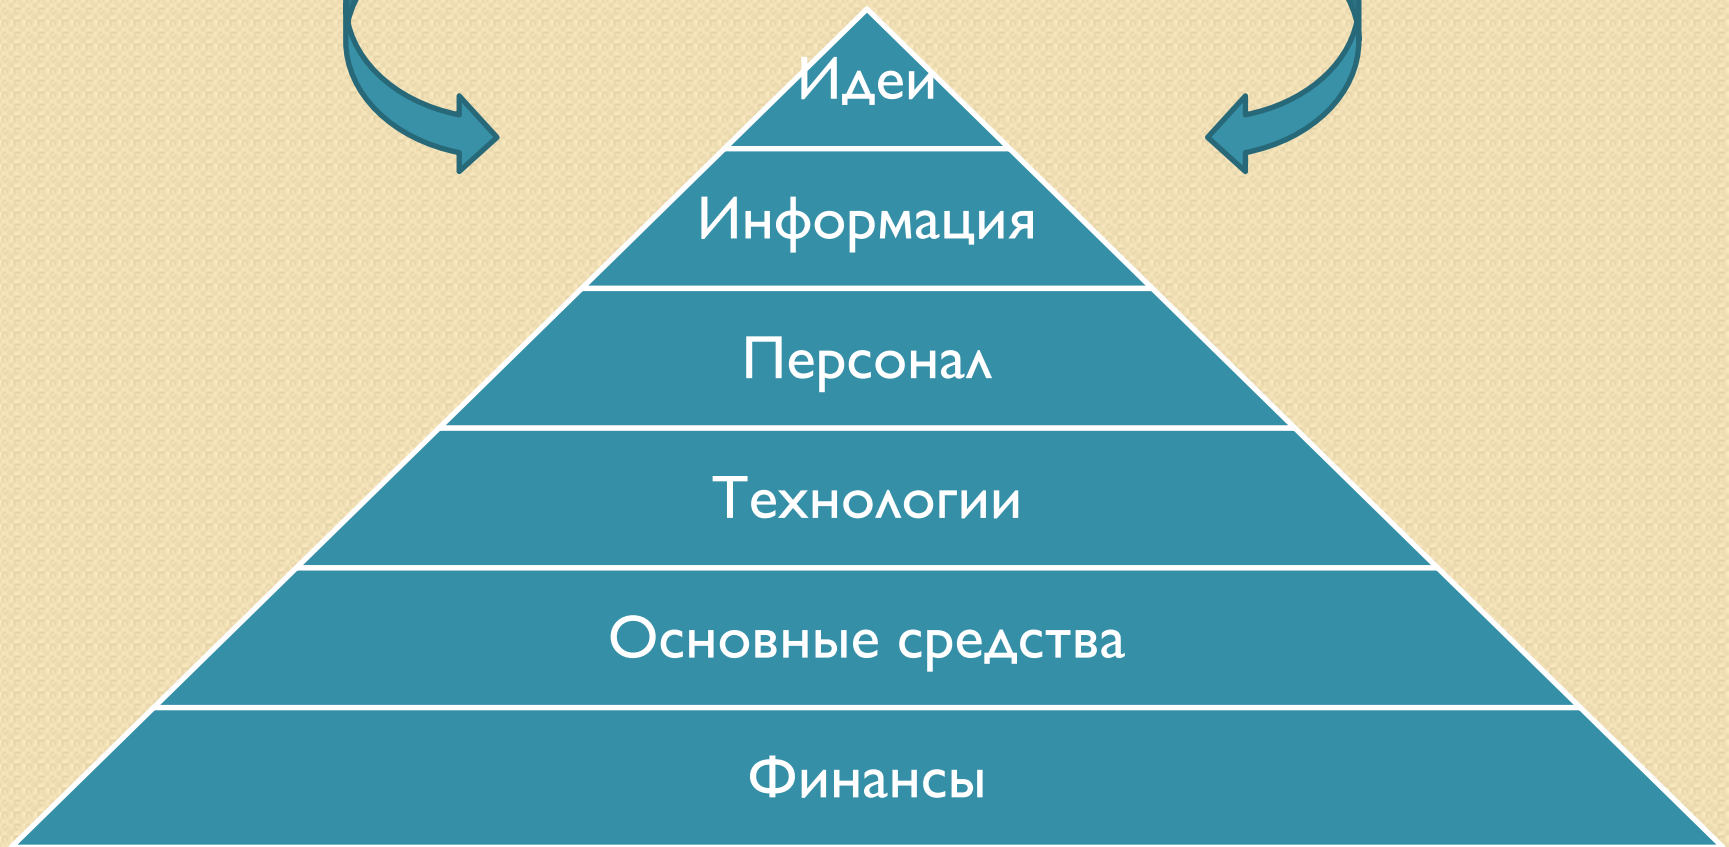 Идеи
Информация
Персонал
Технологии
Основные средства
Финансы